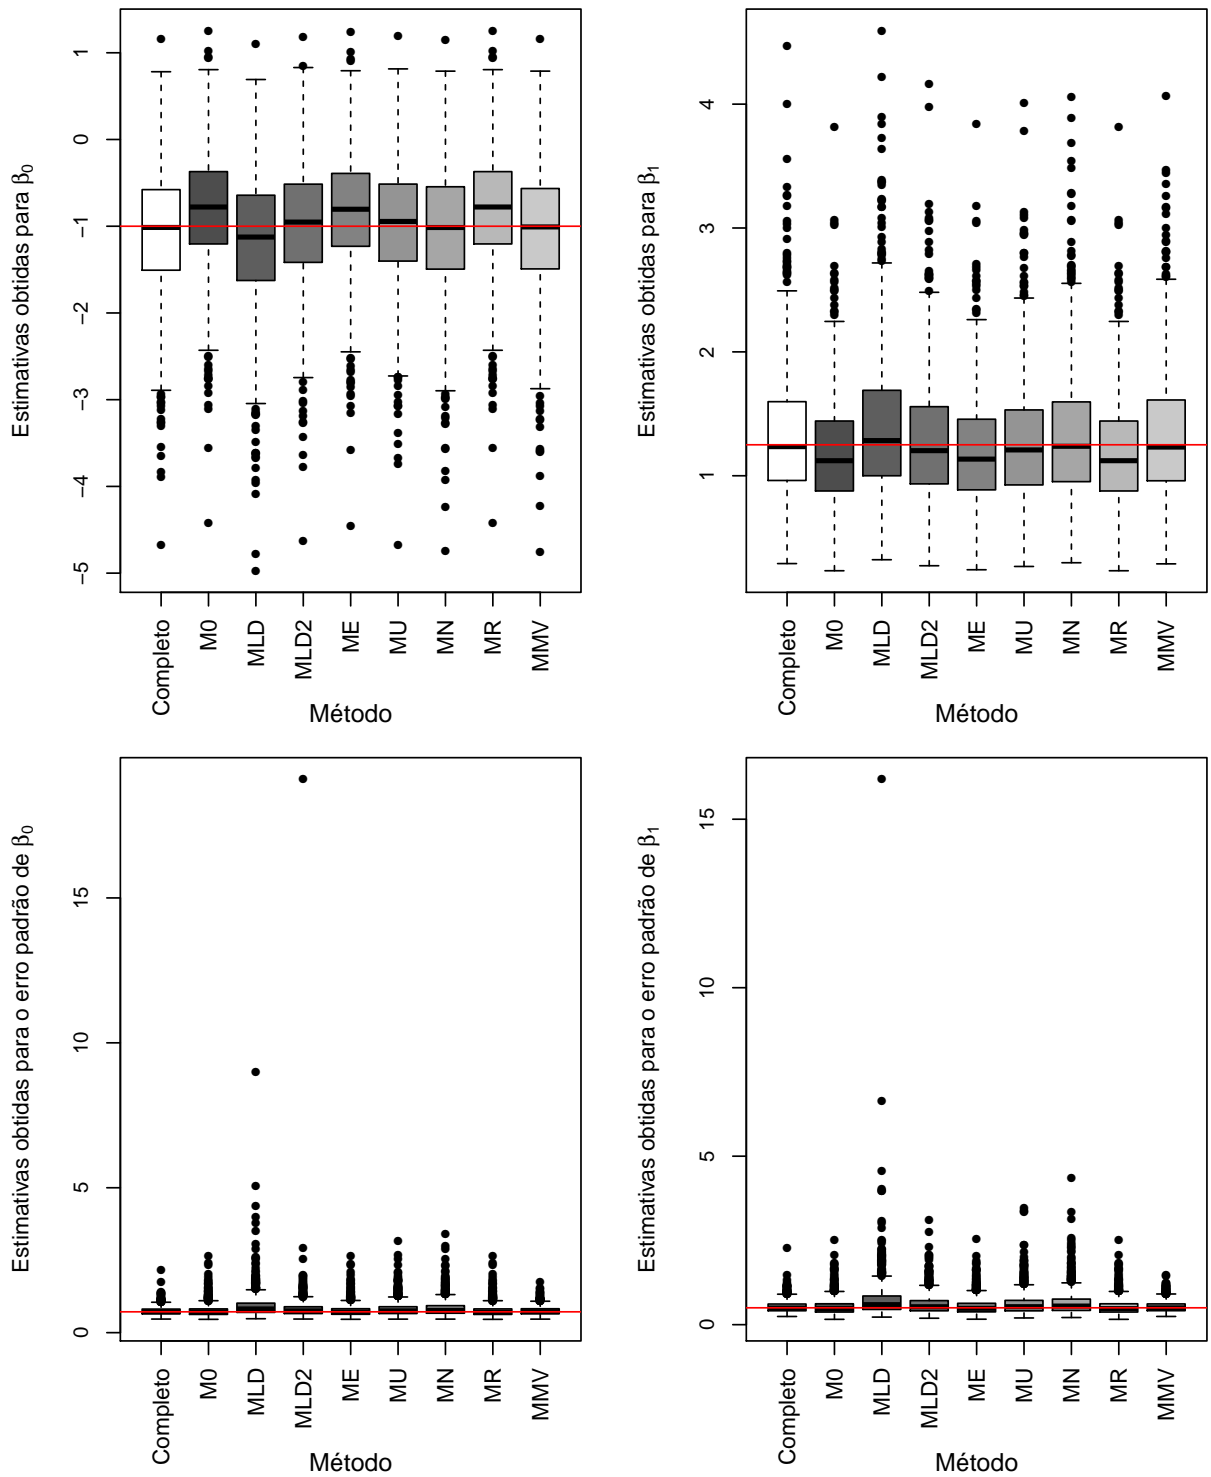 Estimativas obtidas para β0
1
0
−1
−2
−3
−4
−5
Completo
M0
MLD
MLD2
ME
MU
MN
MR
MMV
Método
Estimativas obtidas para β1
4
3
2
1
Completo
M0
MLD
MLD2
ME
MU
MN
MR
MMV
Método
Estimativas obtidas para o erro padrão de β0
15
10
5
0
Completo
M0
MLD
MLD2
ME
MU
MN
MR
MMV
Método
Estimativas obtidas para o erro padrão de β1
15
10
5
0
Completo
M0
MLD
MLD2
ME
MU
MN
MR
MMV
Método